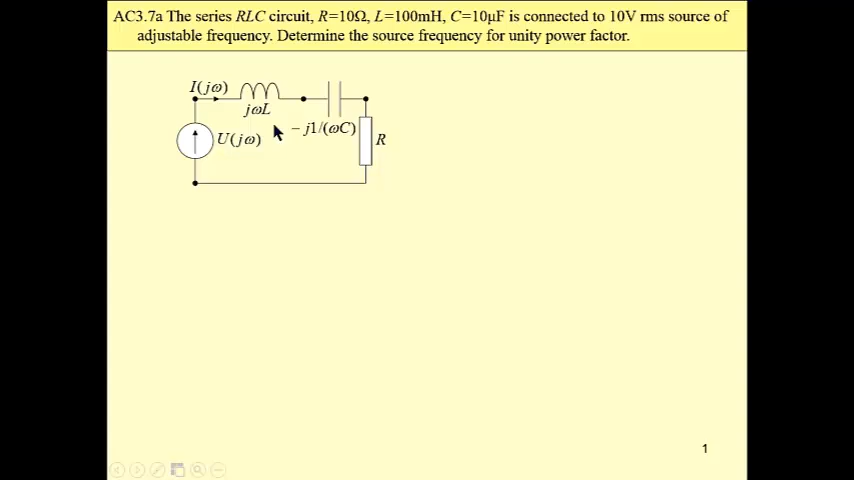 AC3.7a The series RLC circuit, R=10Ω, L=100mH, C=10μF is connected to 10V rms source of
adjustable frequency. Determine the source frequency for unity power factor.
I(jω)
jωL
− j1/(ωC)
U(jω)
R
1